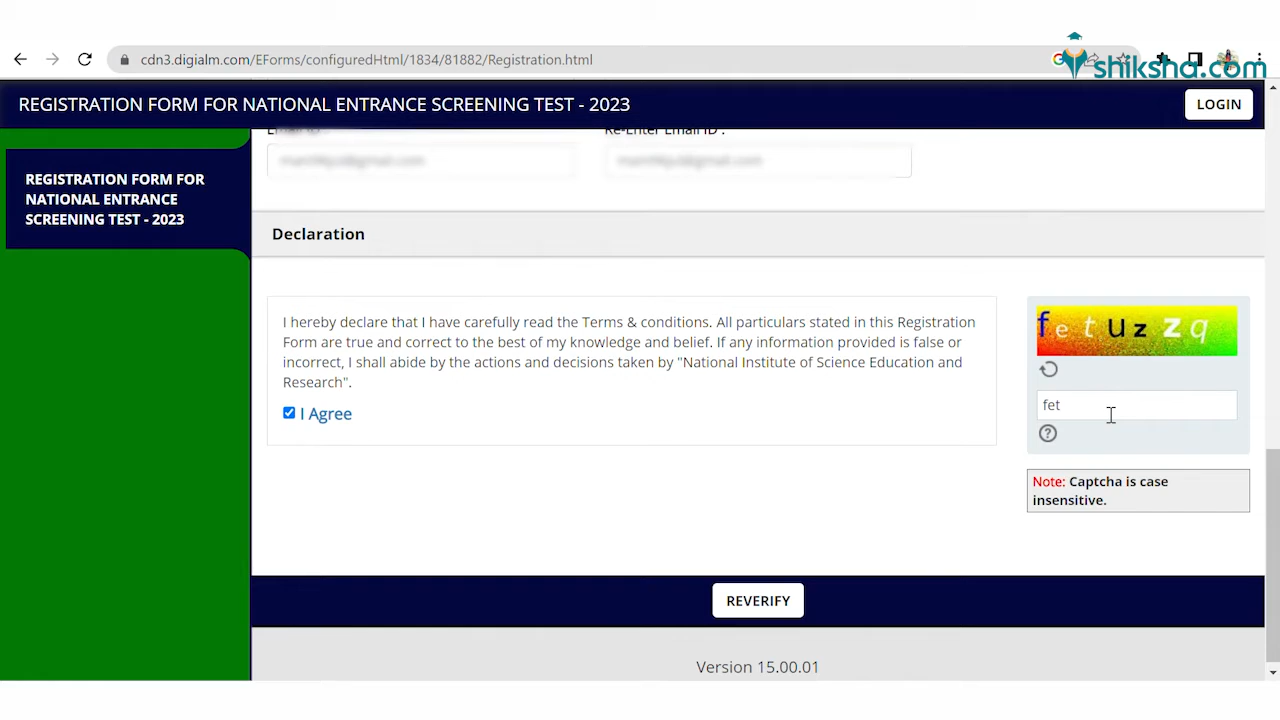 cdn3.digialm.com/EForms/configuredHtml/1834/81882/Registration.html
shiksha.com
REGISTRATION FORM FOR NATIONAL ENTRANCE SCREENING TEST - 2023
LOGIN
REGISTRATION FORM FOR
NATIONAL ENTRANCE
SCREENING TEST - 2023
Email ID :
Re-Enter Email ID :
Declaration
I hereby declare that I have carefully read the Terms & conditions. All particulars stated in this Registration
Form are true and correct to the best of my knowledge and belief. If any information provided is false or
incorrect, I shall abide by the actions and decisions taken by "National Institute of Science Education and
Research".
I Agree
f e t U z z q
fet
Note: Captcha is case
insensitive.
REVERIFY
Version 15.00.01